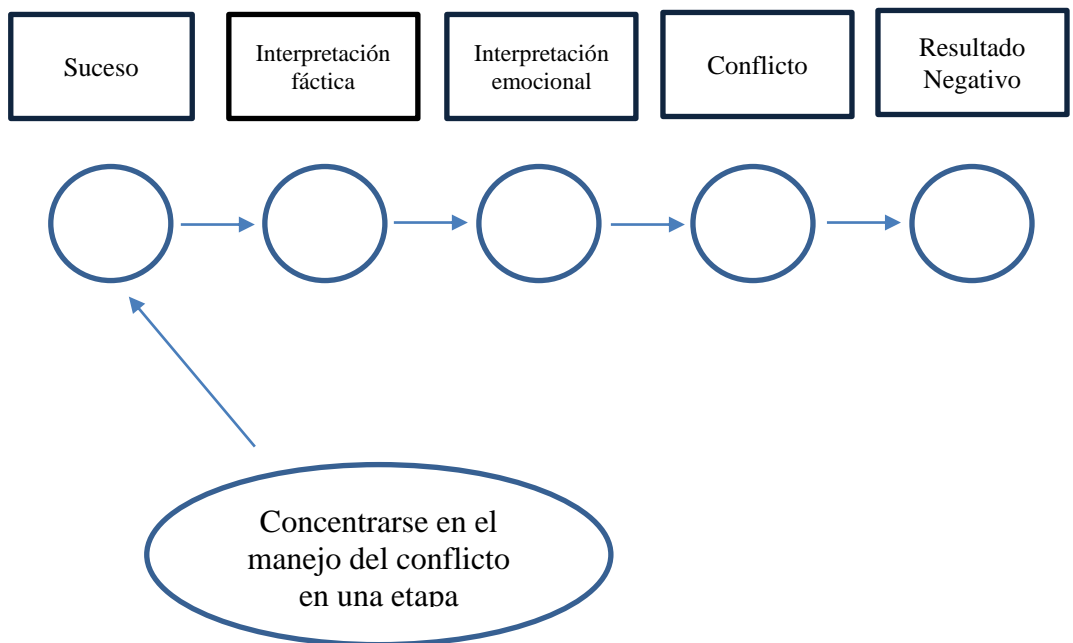 Suceso
Interpretación
fáctica
Interpretación
emocional
Conflicto
Resultado
Negativo
Concentrarse en el
manejo del conflicto
en una etapa